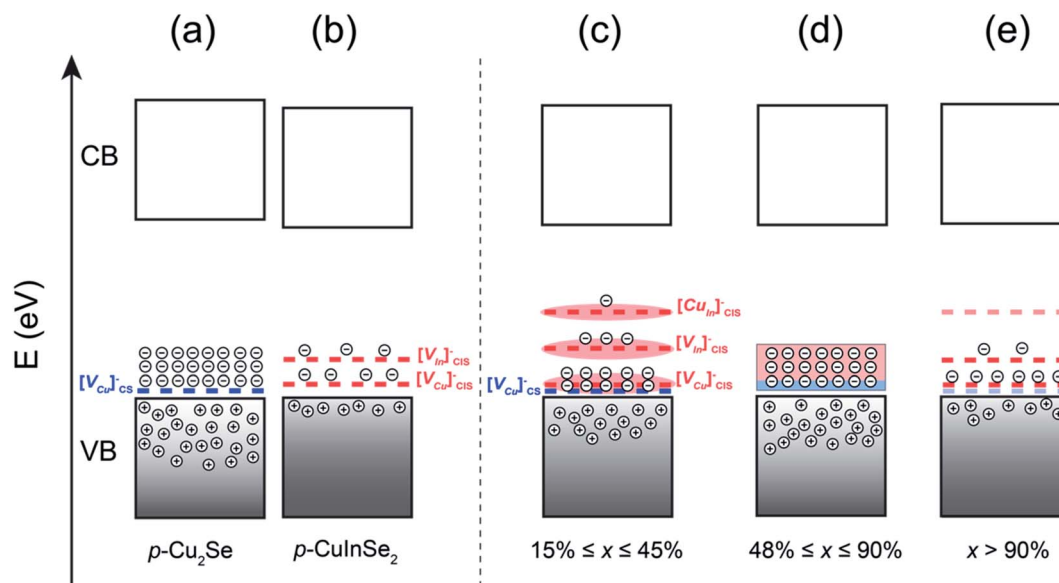 (a) (b) (c) (d) (e)
CB
E (eV)
[Cu_In]^-_CIS
[V_In]^-_CIS [V_In]^-_CIS
[V_Cu]^-_CS [V_Cu]^-_CIS [V_Cu]^-_CS [V_Cu]^-_CIS
VB
p-Cu₂Se p-CuInSe₂ 15% ≤ x ≤ 45% 48% ≤ x ≤ 90% x > 90%